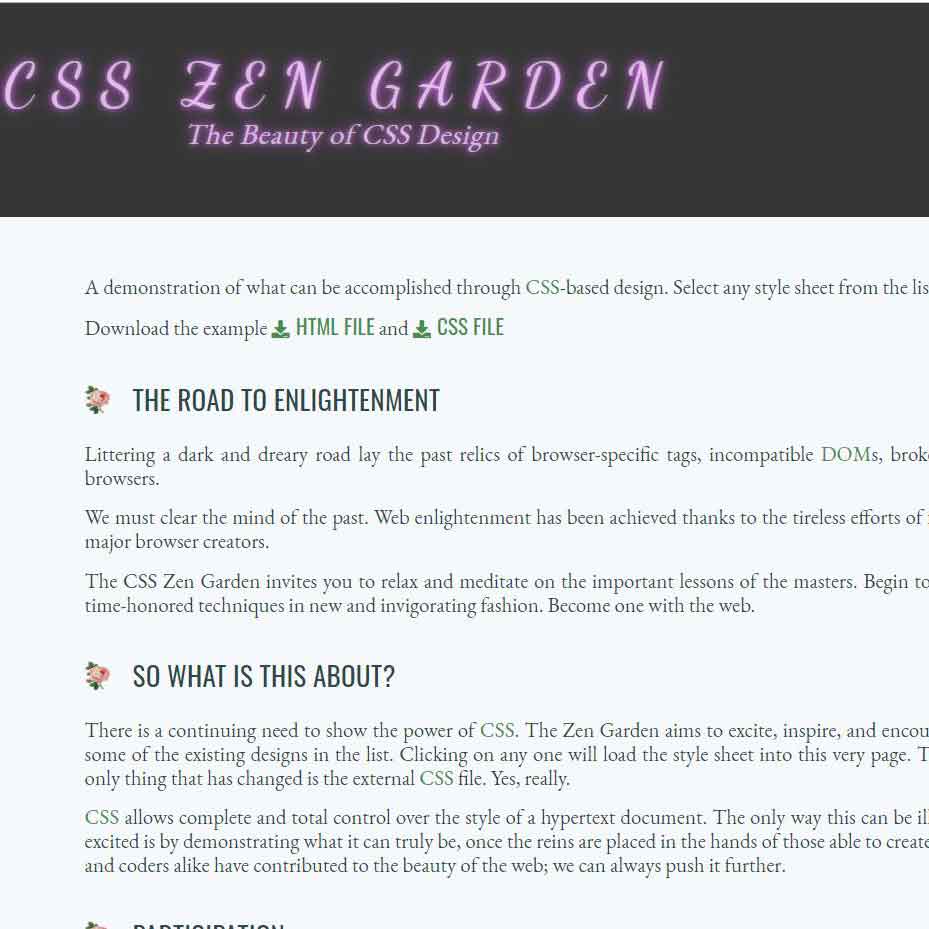 CSS ZEN GARDEN
The Beauty of CSS Design
A demonstration of what can be accomplished through CSS-based design. Select any style sheet from the
Download the example HTML FILE and CSS FILE
THE ROAD TO ENLIGHTENMENT
Littering a dark and dreary road lay the past relics of browser-specific tags, incompatible DOMs,
browsers.
We must clear the mind of the past. Web enlightenment has been achieved thanks to the tireless efforts of
major browser creators.
The CSS Zen Garden invites you to relax and meditate on the important lessons of the masters. Begin to
time-honored techniques in new and invigorating fashion. Become one with the web.
SO WHAT IS THIS ABOUT?
There is a continuing need to show the power of CSS. The Zen Garden aims to excite, inspire, and
some of the existing designs in the list. Clicking on any one will load the style sheet into this very page.
only thing that has changed is the external CSS file. Yes, really.
CSS allows complete and total control over the style of a hypertext document. The only way this can be
excited is by demonstrating what it can truly be, once the reins are placed in the hands of those able to create
and coders alike have contributed to the beauty of the web; we can always push it further.
PARTICIPATION